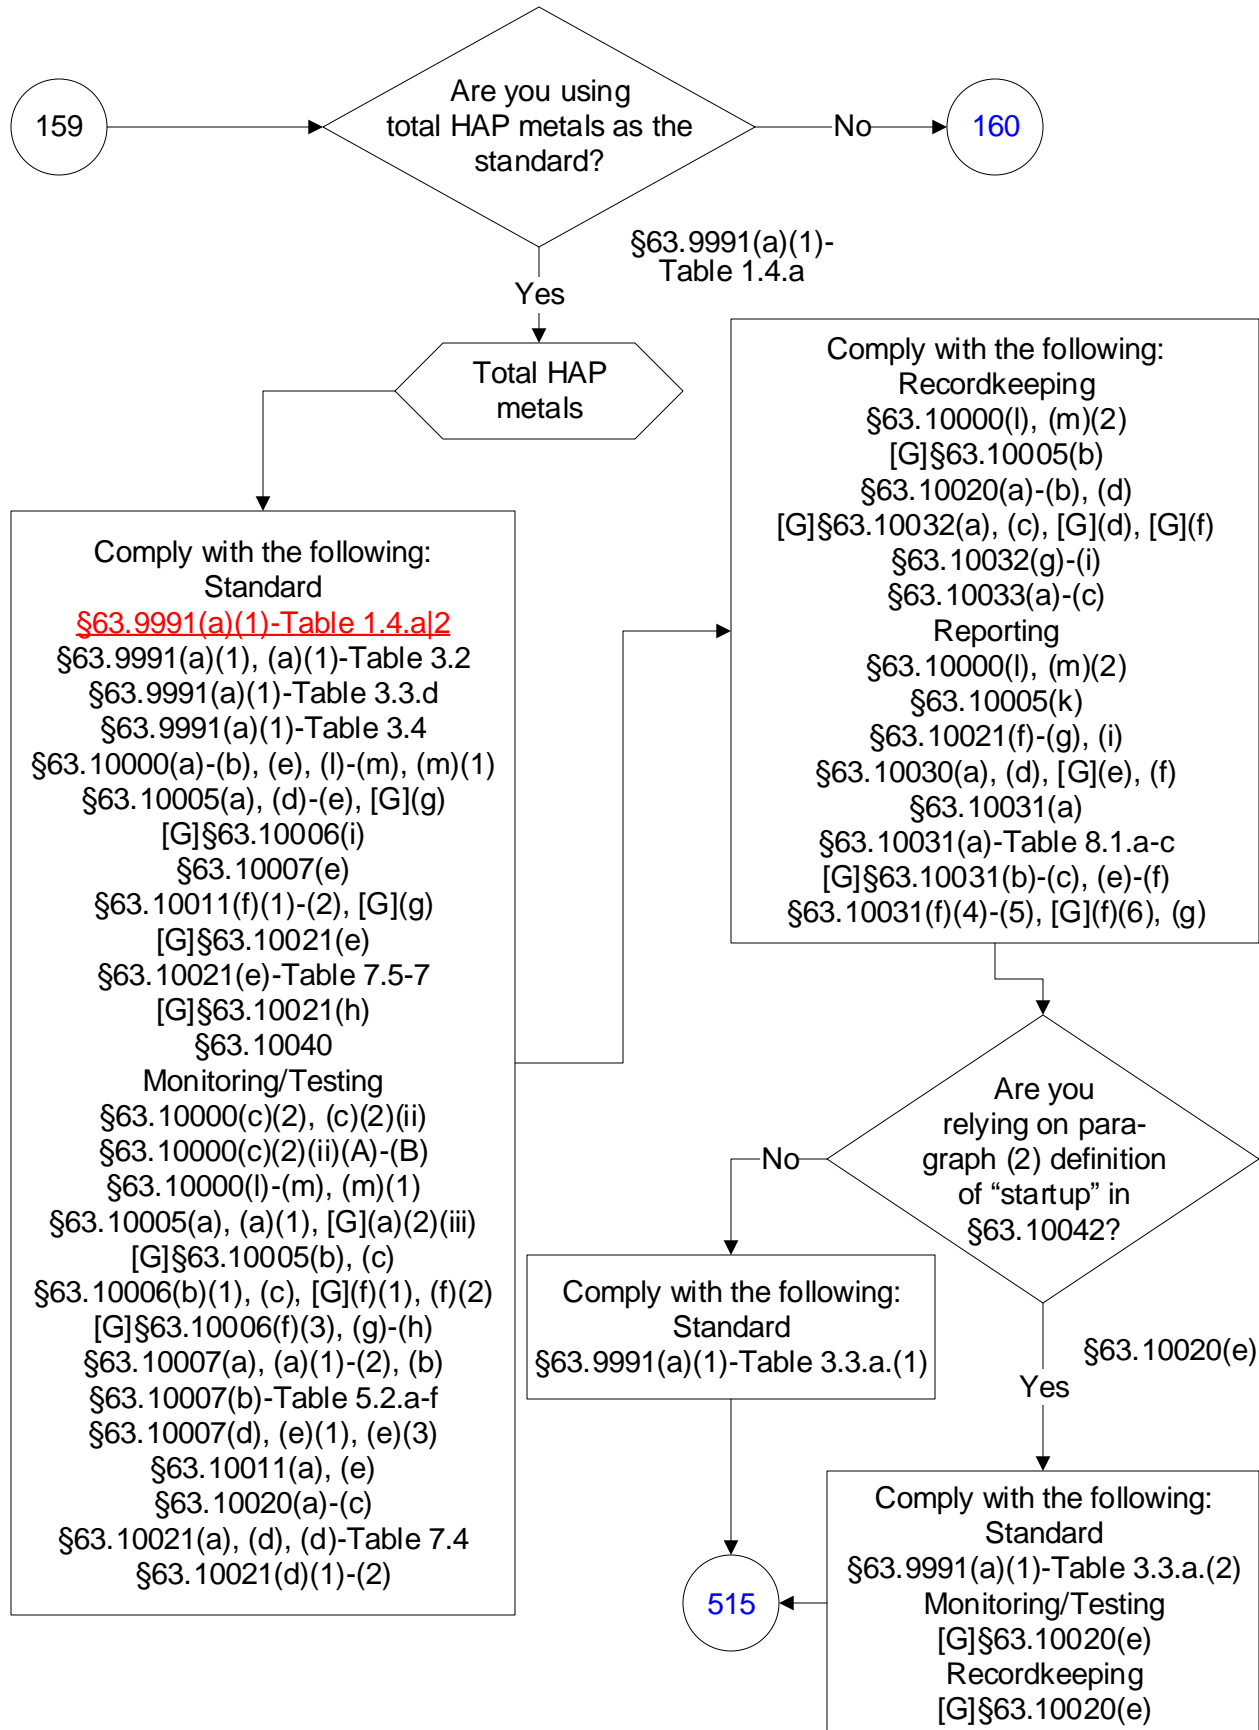 159
Are you using
total HAP metals as the
standard?
No
160
§63.9991(a)(1)-
Table 1.4.a
Yes
Total HAP
metals
Comply with the following:
Standard
§63.9991(a)(1)-Table 1.4.a|2
§63.9991(a)(1), (a)(1)-Table 3.2
§63.9991(a)(1)-Table 3.3.d
§63.9991(a)(1)-Table 3.4
§63.10000(a)-(b), (e), (l)-(m), (m)(1)
§63.10005(a), (d)-(e), [G](g)
[G]§63.10006(i)
§63.10007(e)
§63.10011(f)(1)-(2), [G](g)
[G]§63.10021(e)
§63.10021(e)-Table 7.5-7
[G]§63.10021(h)
§63.10040
Monitoring/Testing
§63.10000(c)(2), (c)(2)(ii)
§63.10000(c)(2)(ii)(A)-(B)
§63.10000(l)-(m), (m)(1)
§63.10005(a), (a)(1), [G](a)(2)(iii)
[G]§63.10005(b), (c)
§63.10006(b)(1), (c), [G](f)(1), (f)(2)
[G]§63.10006(f)(3), (g)-(h)
§63.10007(a), (a)(1)-(2), (b)
§63.10007(b)-Table 5.2.a-f
§63.10007(d), (e)(1), (e)(3)
§63.10011(a), (e)
§63.10020(a)-(c)
§63.10021(a), (d), (d)-Table 7.4
§63.10021(d)(1)-(2)
Comply with the following:
Recordkeeping
§63.10000(l), (m)(2)
[G]§63.10005(b)
§63.10020(a)-(b), (d)
[G]§63.10032(a), (c), [G](d), [G](f)
§63.10032(g)-(i)
§63.10033(a)-(c)
Reporting
§63.10000(l), (m)(2)
§63.10005(k)
§63.10021(f)-(g), (i)
§63.10030(a), (d), [G](e), (f)
§63.10031(a)
§63.10031(a)-Table 8.1.a-c
[G]§63.10031(b)-(c), (e)-(f)
§63.10031(f)(4)-(5), [G](f)(6), (g)
Are you
relying on para-
graph (2) definition
of “startup” in
§63.10042?
No
Comply with the following:
Standard
§63.9991(a)(1)-Table 3.3.a.(1)
§63.10020(e)
Yes
Comply with the following:
Standard
§63.9991(a)(1)-Table 3.3.a.(2)
Monitoring/Testing
[G]§63.10020(e)
Recordkeeping
[G]§63.10020(e)
515